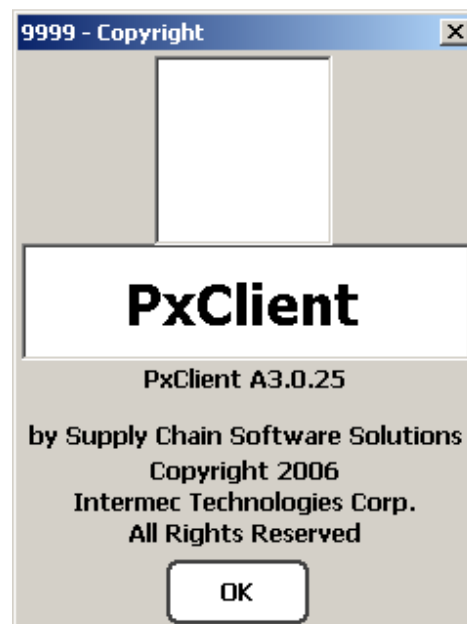 9999 - Copyright
PxClient
PxClient A3.0.25
by Supply Chain Software Solutions
Copyright 2006
Intermec Technologies Corp.
All Rights Reserved
OK